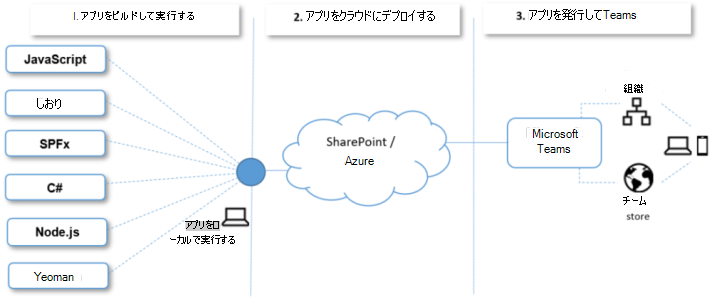 1. アプリをビルドして実行する
2. アプリをクラウドにデプロイする
3. アプリを発行してTeams
JavaScript
しおり
SPFx
C#
Node.js
Yeoman
アプリをロ
ーカルで実行する
SharePoint /
Azure
Microsoft
Teams
組織
チーム
store